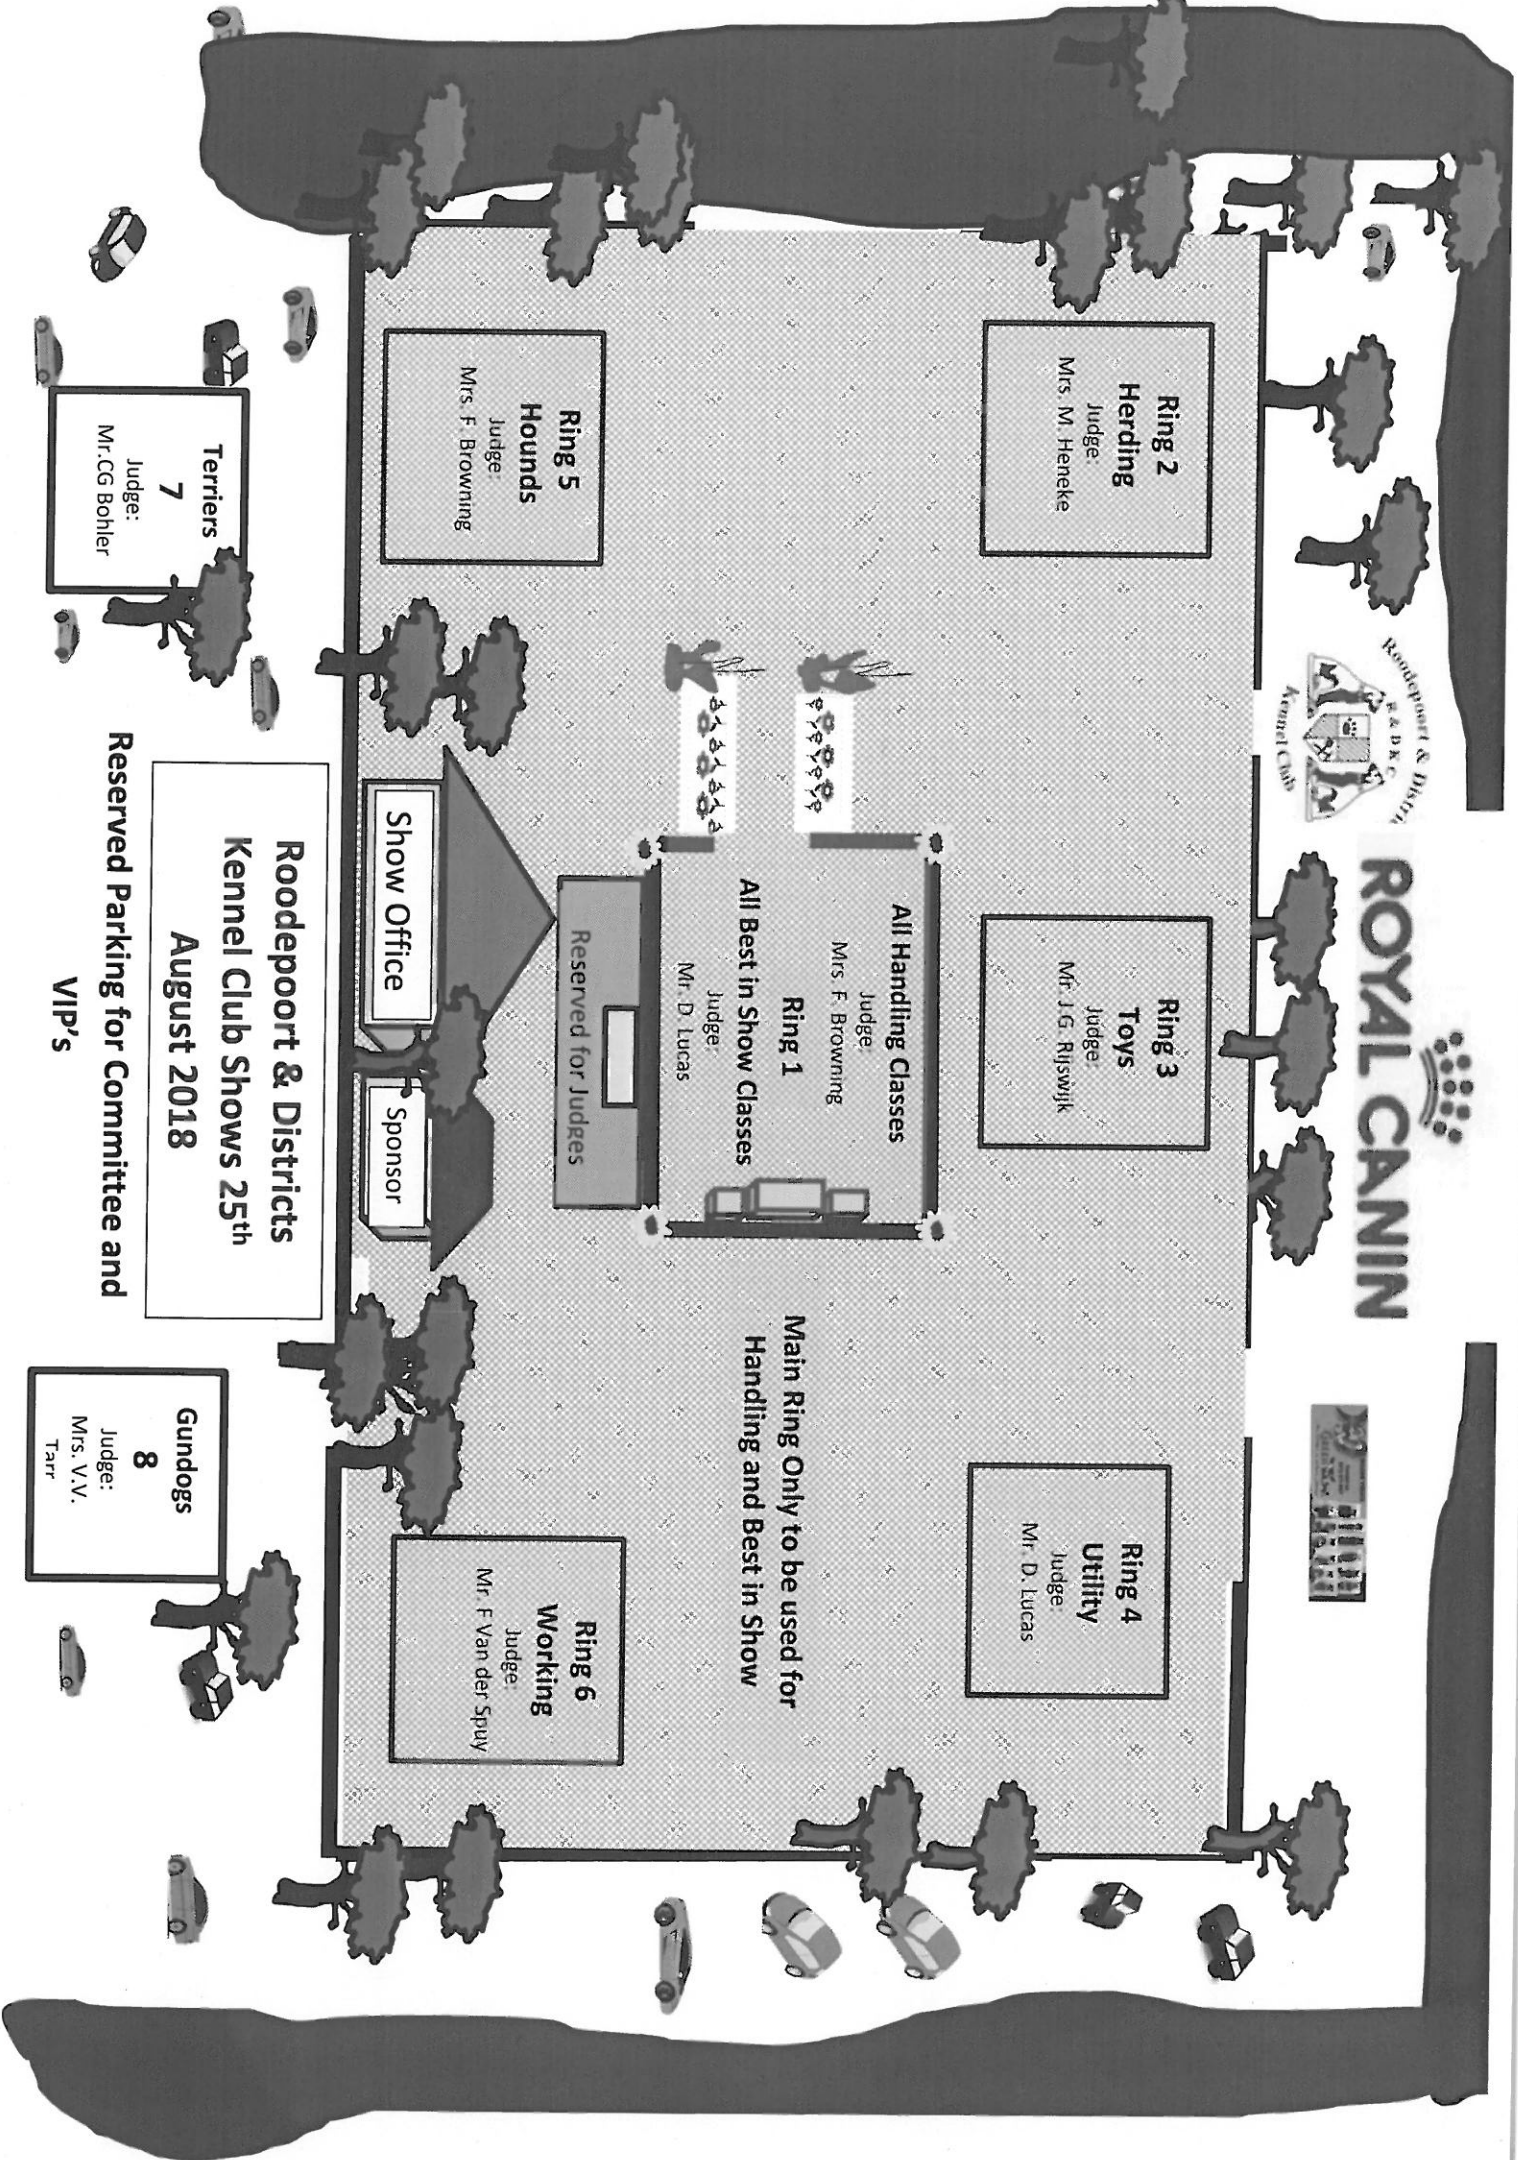 Roodepoort & Distri
R & D K C
Kennel Club
ROYAL CANIN
Ring 2
Herding
Judge:
Mrs. M. Heneke
Ring 3
Toys
Judge:
Mr. J.G Rijswijk
Ring 4
Utility
Judge:
Mr. D. Lucas
All Handling Classes
Judge:
Mrs. F. Browning
Ring 1
All Best in Show Classes
Judge:
Mr. D. Lucas
Reserved for Judges
Main Ring Only to be used for
Handling and Best in Show
Ring 5
Hounds
Judge:
Mrs. F. Browning
Show Office
Sponsor
Ring 6
Working
Judge:
Mr. F Van der Spuy
Terriers
7
Judge:
Mr.CG Bohler
Roodepoort & Districts
Kennel Club Shows 25th
August 2018
Reserved Parking for Committee and
VIP's
Gundogs
8
Judge:
Mrs. V.V.
Tarr